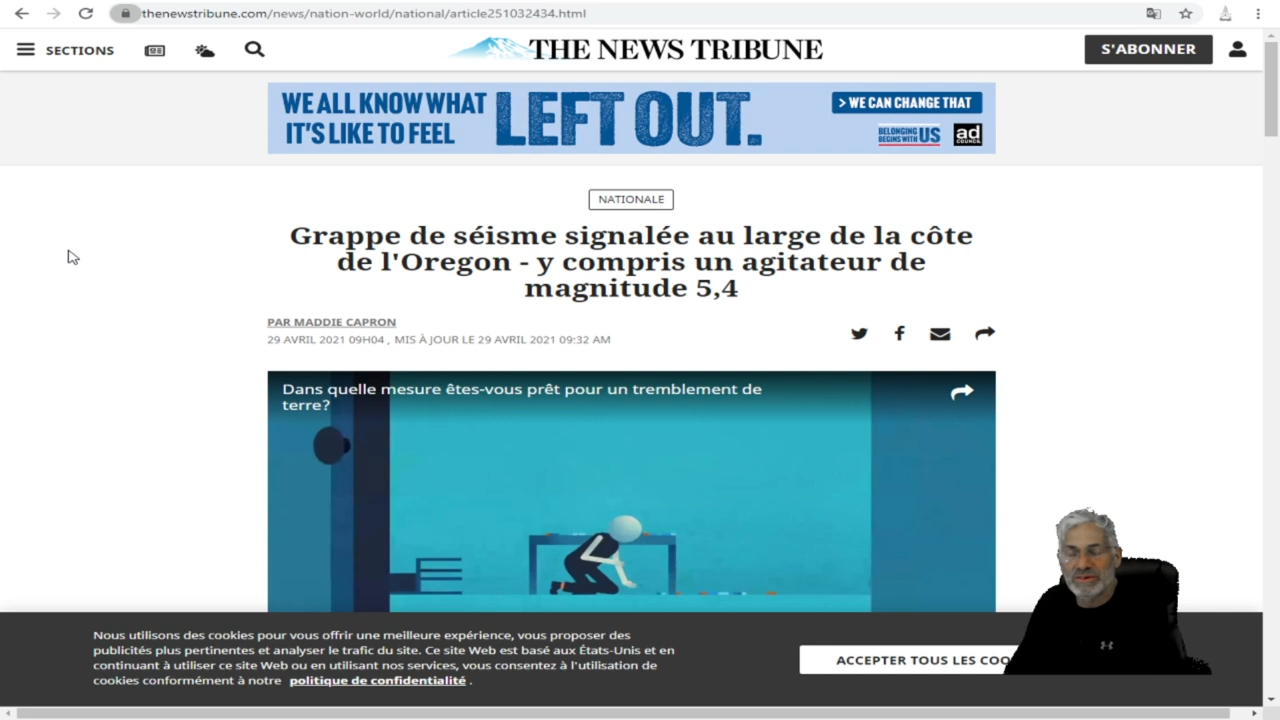 thenewstribune.com/news/nation-world/national/article251032434.html
SECTIONS
THE NEWS TRIBUNE
S'ABONNER
WE ALL KNOW WHAT
IT'S LIKE TO FEEL
LEFT OUT.
> WE CAN CHANGE THAT
BELONGING
BEGINS WITH US
ad
COUNCIL
NATIONALE
Grappe de séisme signalée au large de la côte
de l'Oregon - y compris un agitateur de
magnitude 5,4
PAR MADDIE CAPRON
29 AVRIL 2021 09H04 , MIS À JOUR LE 29 AVRIL 2021 09:32 AM
Dans quelle mesure êtes-vous prêt pour un tremblement de
terre?
Nous utilisons des cookies pour vous offrir une meilleure expérience, vous proposer des
publicités plus pertinentes et analyser le trafic du site. Ce site Web est basé aux États-Unis et en
continuant à utiliser ce site Web ou en utilisant nos services, vous consentez à l'utilisation de
cookies conformément à notre politique de confidentialité .
ACCEPTER TOUS LES COO